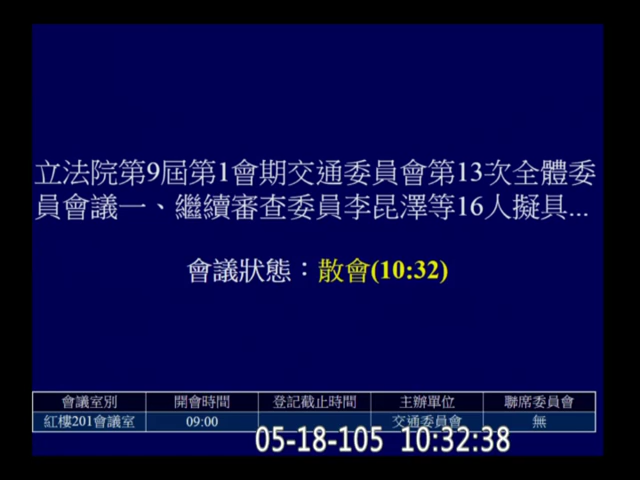 立法院第9屆第1會期交通委員會第13次全體委
員會議一、繼續審查委員李昆澤等16人擬具...
會議狀態：散會(10:32)
會議室別 開會時間 登記截止時間 主辦單位 聯席委員會
紅樓201會議室 09:00 交通委員會 無
05-18-105 10:32:38